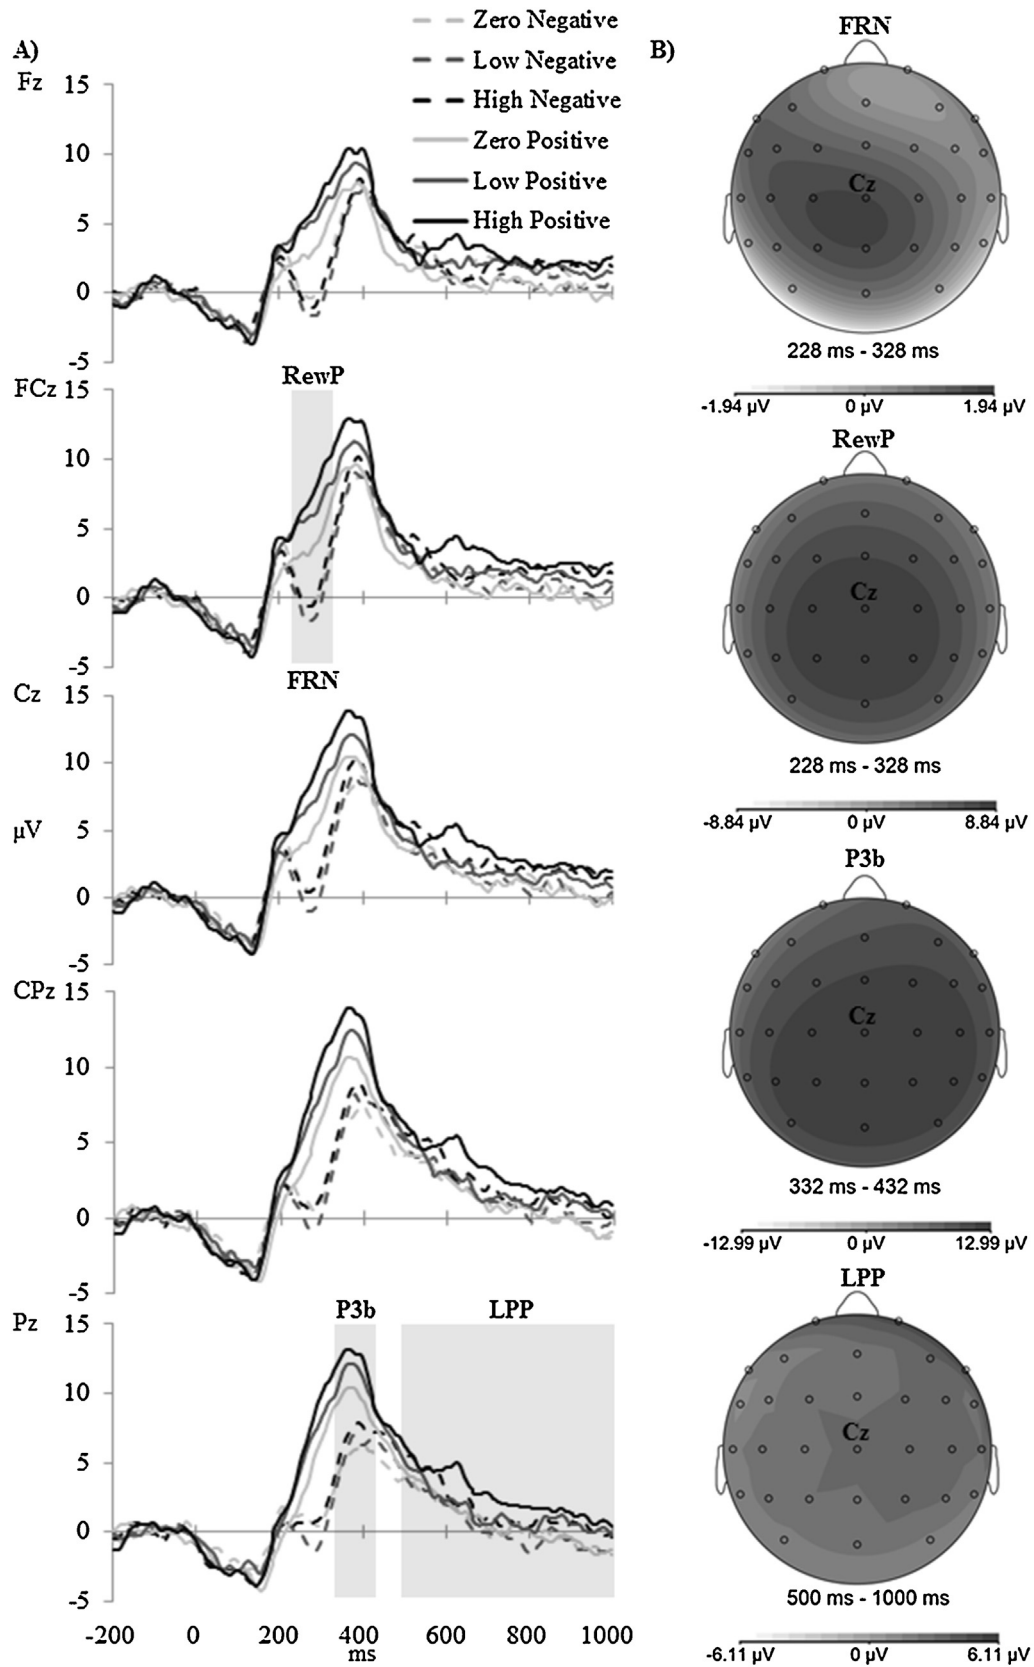 A)
Zero Negative
Low Negative
High Negative
Zero Positive
Low Positive
High Positive
Fz
15
10
5
0
-5
RewP
FCz
15
10
5
0
-5
FRN
Cz
15
10
5
0
-5
µV
CPz
15
10
5
0
-5
P3b
LPP
Pz
15
10
5
0
-5
-200
0
200
400
600
800
1000
ms
B)
FRN
Cz
228 ms - 328 ms
-1.94 µV
0 µV
1.94 µV
RewP
Cz
228 ms - 328 ms
-8.84 µV
0 µV
8.84 µV
P3b
Cz
332 ms - 432 ms
-12.99 µV
0 µV
12.99 µV
LPP
Cz
500 ms - 1000 ms
-6.11 µV
0 µV
6.11 µV